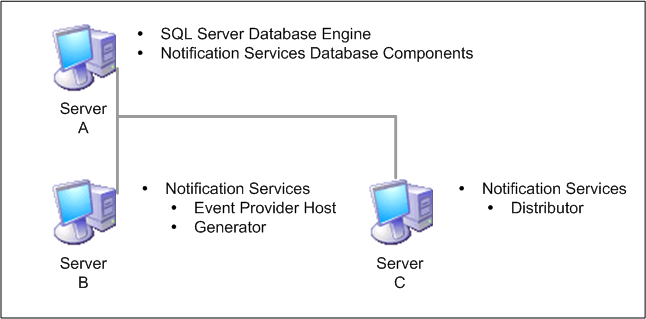 • SQL Server Database Engine
• Notification Services Database Components
Server
A
• Notification Services
• Event Provider Host
• Generator
Server
B
• Notification Services
• Distributor
Server
C